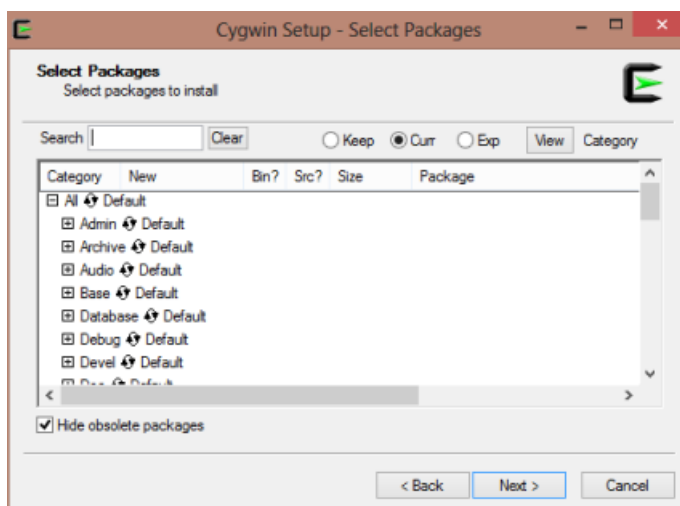 Cygwin Setup - Select Packages
Select Packages
Select packages to install
Search Clear Keep Curr Exp View Category
Category New Bin? Src? Size Package
All Default
Admin Default
Archive Default
Audio Default
Base Default
Database Default
Debug Default
Devel Default
Hide obsolete packages
< Back Next > Cancel